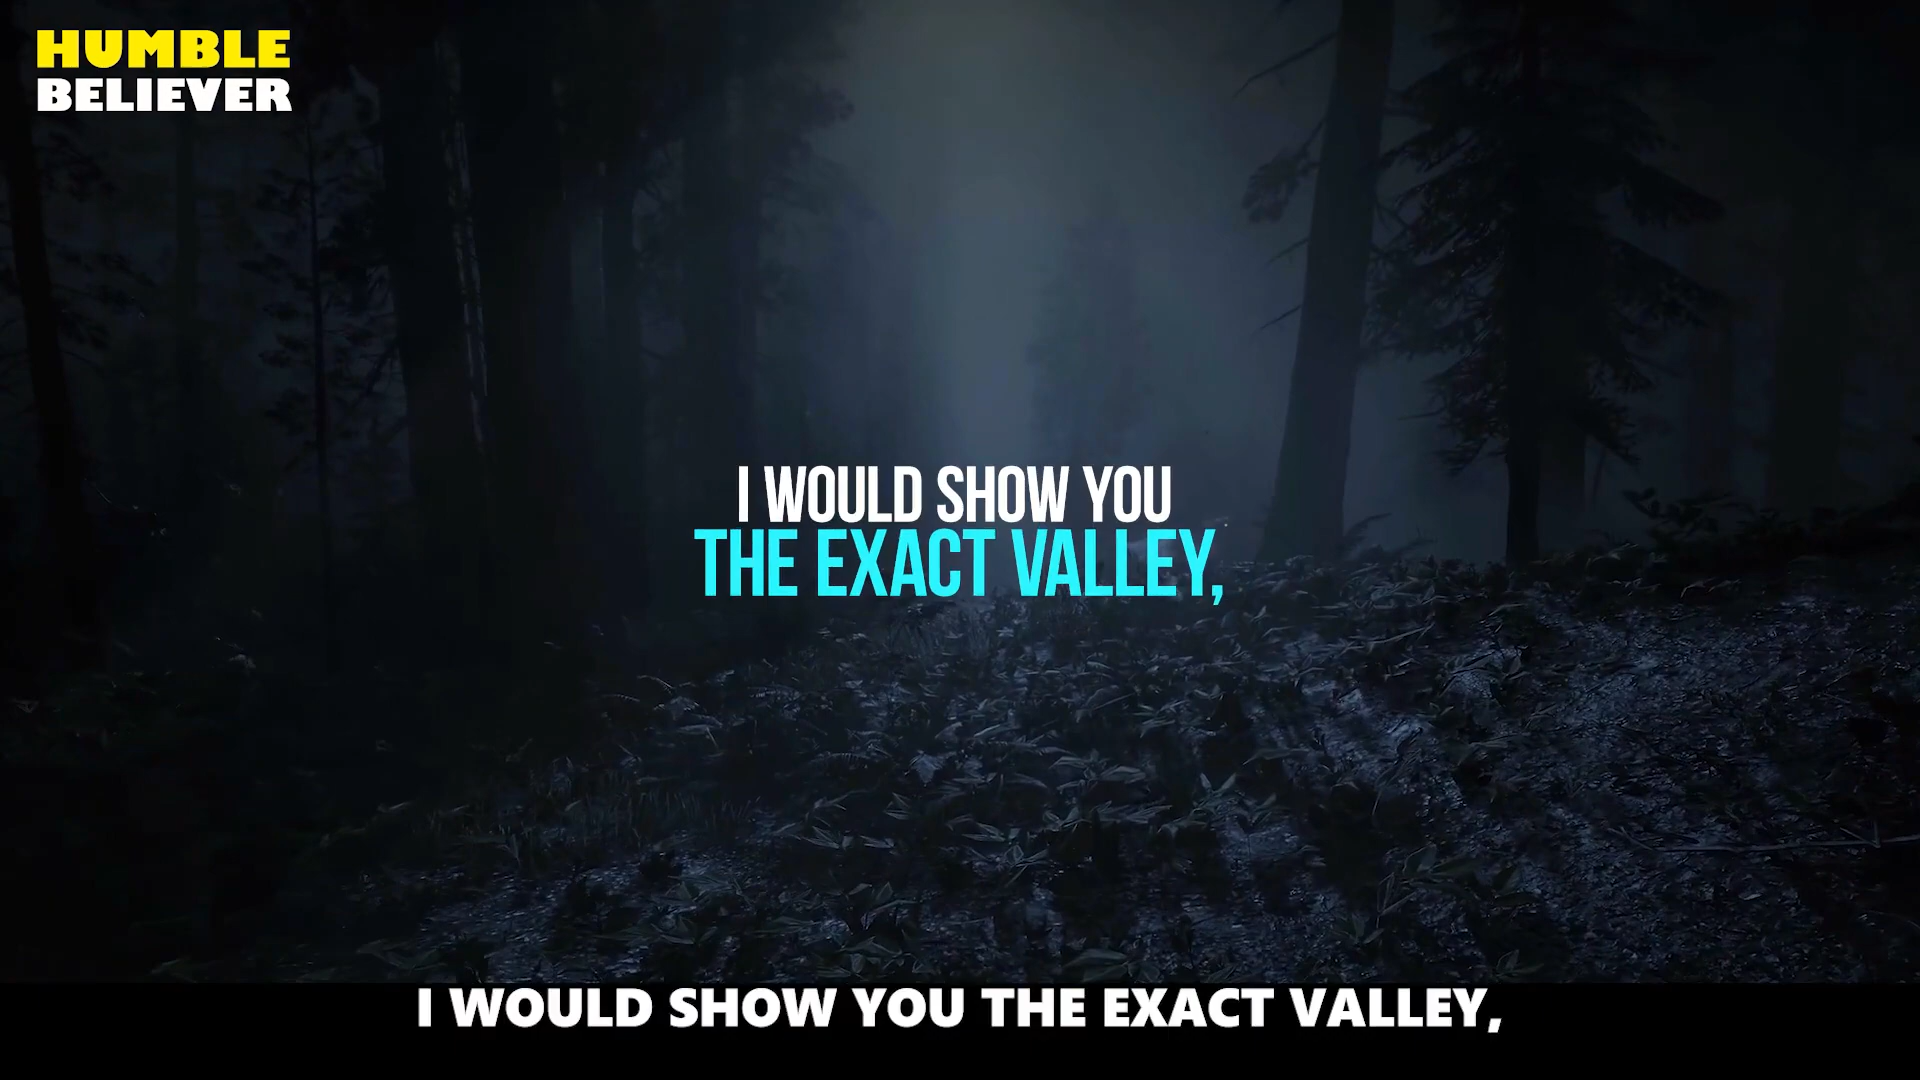 HUMBLE
BELIEVER
I WOULD SHOW YOU
THE EXACT VALLEY,
I WOULD SHOW YOU THE EXACT VALLEY,